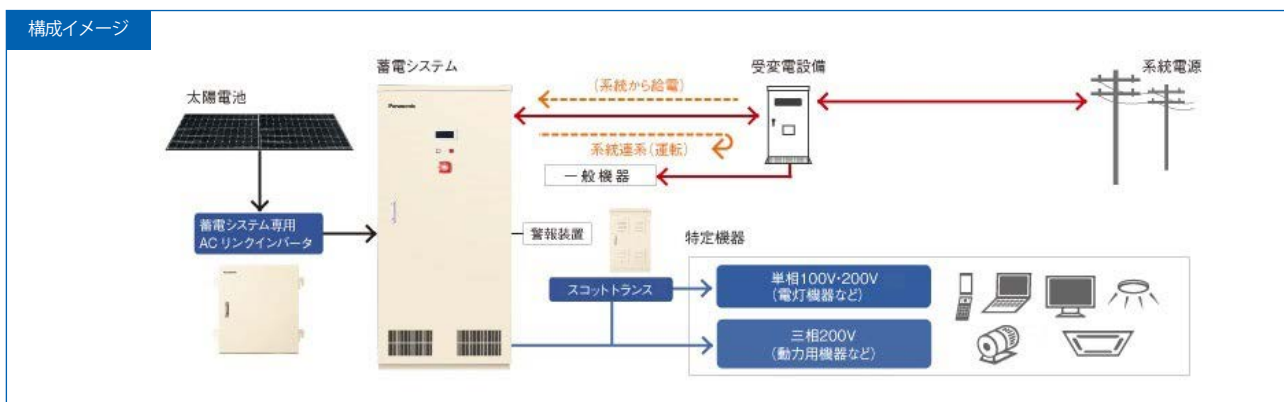 構成イメージ
蓄電システム
受変電設備
系統電源
太陽電池
(系統から給電)
Panasonic
系統連系(運転)
一般機器
蓄電システム専用
ACリンクインバータ
警報装置
特定機器
スコットトランス
単相100V・200V
(電灯機器など)
三相200V
(動力用機器など)